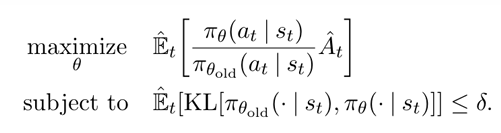 maximize_θ Ê_t[ π_θ(a_t | s_t) / π_θ_old(a_t | s_t) Â_t ]
subject to Ê_t[KL[π_θ_old(· | s_t), π_θ(· | s_t)]] ≤ δ.